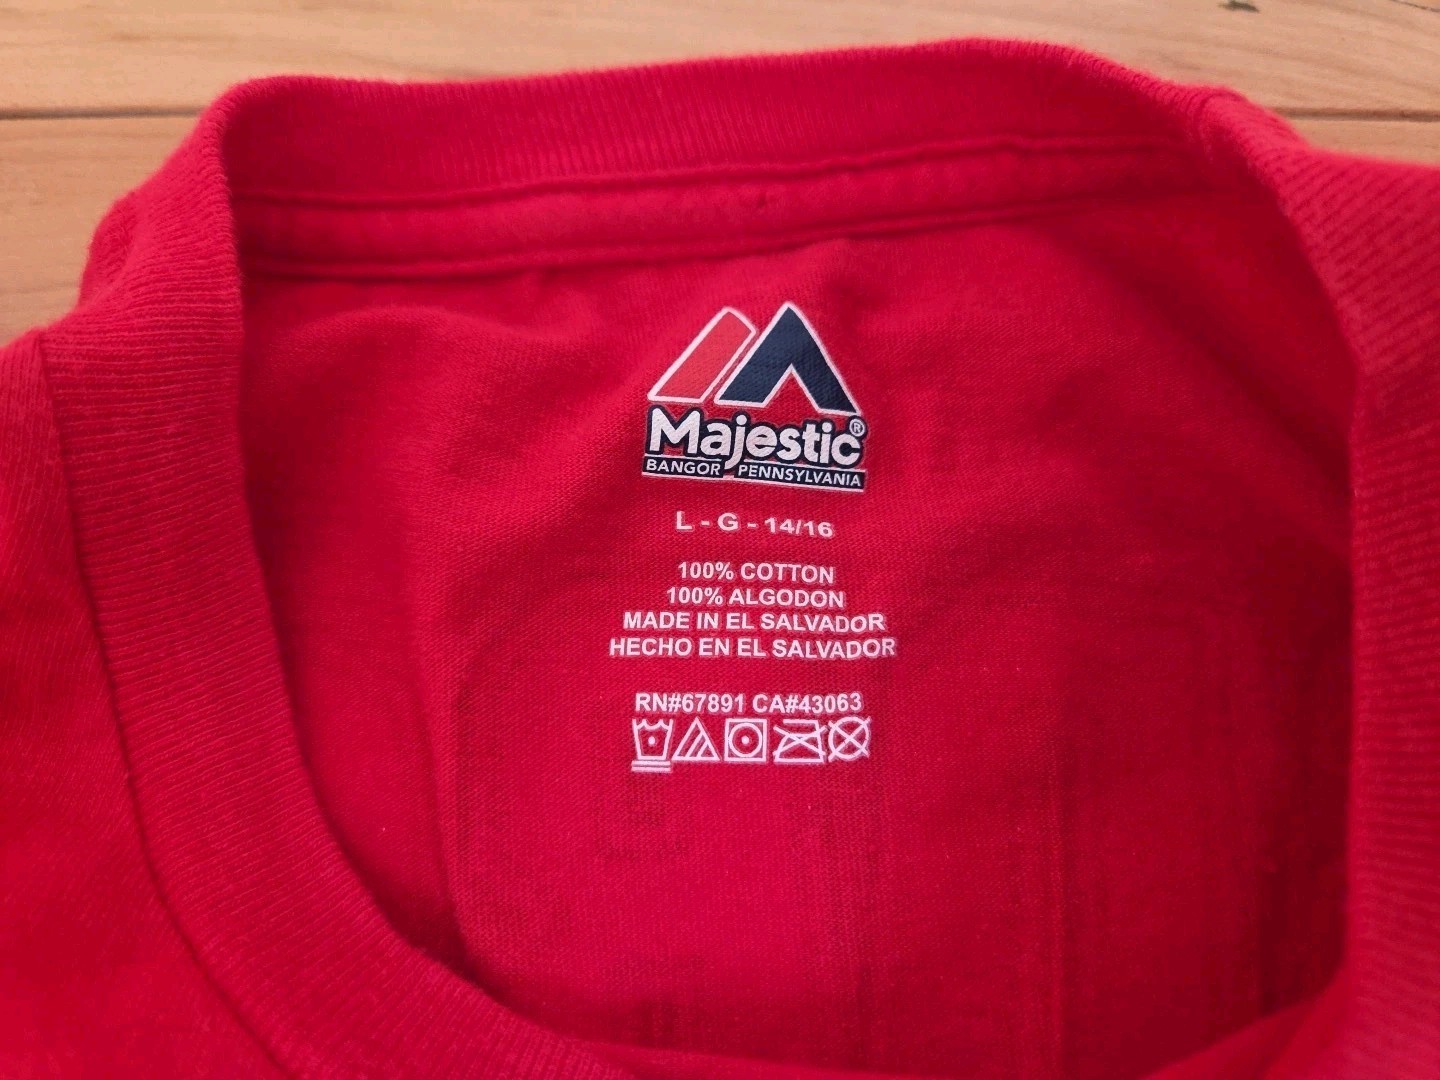 Majestic®
BANGOR PENNSYLVANIA
L - G - 14/16
100% COTTON
100% ALGODON
MADE IN EL SALVADOR
HECHO EN EL SALVADOR
RN#67891 CA#43063